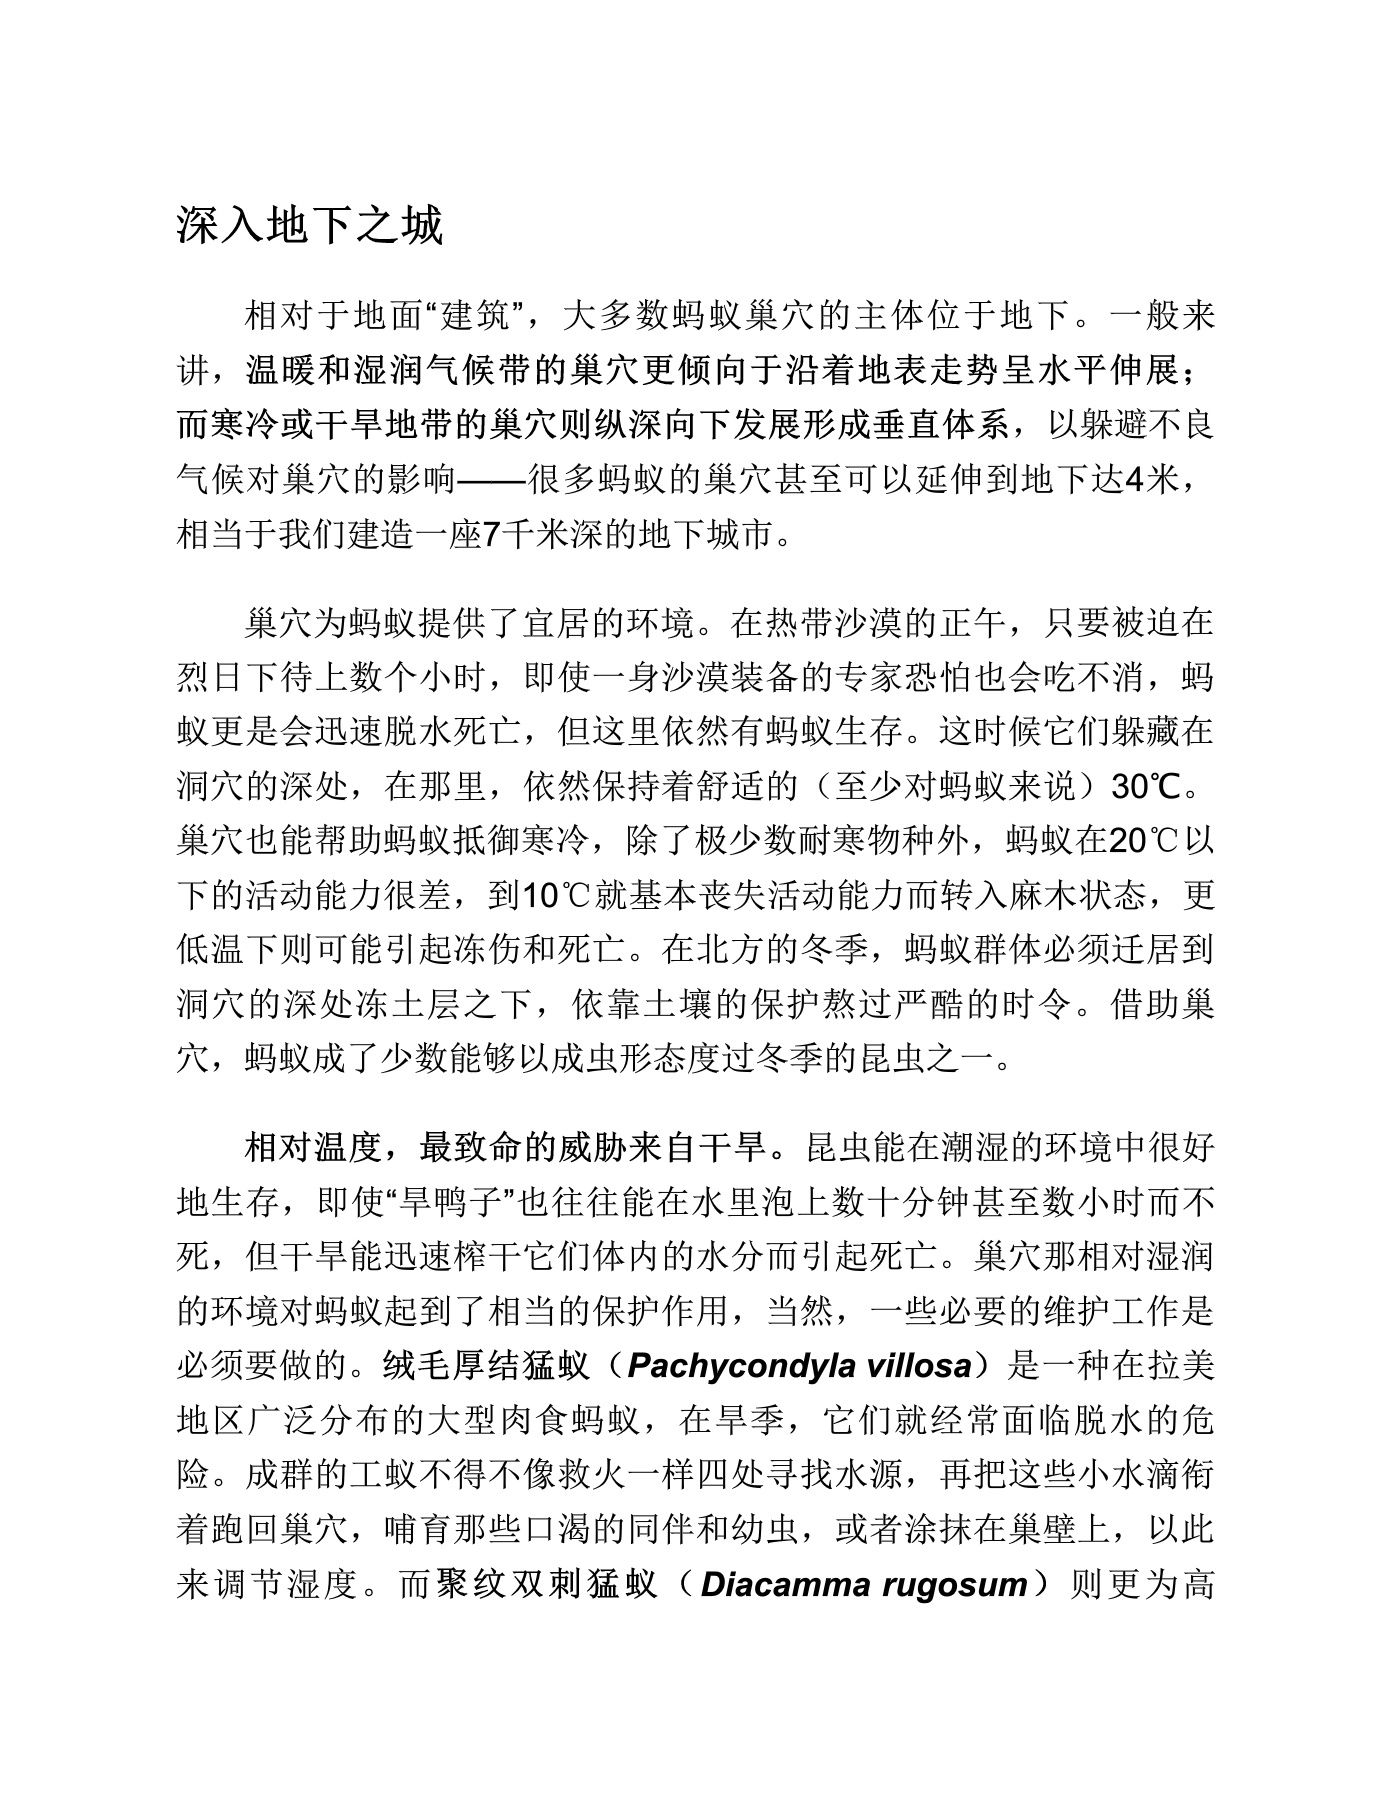 深入地下之城
相对于地面“建筑”，大多数蚂蚁巢穴的主体位于地下。一般来
讲，温暖和湿润气候带的巢穴更倾向于沿着地表走势呈水平伸展；
而寒冷或干旱地带的巢穴则纵深向下发展形成垂直体系，以躲避不良
气候对巢穴的影响——很多蚂蚁的巢穴甚至可以延伸到地下达4米，
相当于我们建造一座7千米深的地下城市。
巢穴为蚂蚁提供了宜居的环境。在热带沙漠的正午，只要被迫在
烈日下待上数个小时，即使一身沙漠装备的专家恐怕也会吃不消，蚂
蚁更是会迅速脱水死亡，但这里依然有蚂蚁生存。这时候它们躲藏在
洞穴的深处，在那里，依然保持着舒适的（至少对蚂蚁来说）30℃。
巢穴也能帮助蚂蚁抵御寒冷，除了极少数耐寒物种外，蚂蚁在20℃以
下的活动能力很差，到10℃就基本丧失活动能力而转入麻木状态，更
低温下则可能引起冻伤和死亡。在北方的冬季，蚂蚁群体必须迁居到
洞穴的深处冻土层之下，依靠土壤的保护熬过严酷的时令。借助巢
穴，蚂蚁成了少数能够以成虫形态度过冬季的昆虫之一。
相对温度，最致命的威胁来自干旱。昆虫能在潮湿的环境中很好
地生存，即使“旱鸭子”也往往能在水里泡上数十分钟甚至数小时而不
死，但干旱能迅速榨干它们体内的水分而引起死亡。巢穴那相对湿润
的环境对蚂蚁起到了相当的保护作用，当然，一些必要的维护工作是
必须要做的。绒毛厚结猛蚁（Pachycondyla villosa）是一种在拉美
地区广泛分布的大型肉食蚂蚁，在旱季，它们就经常面临脱水的危
险。成群的工蚁不得不像救火一样四处寻找水源，再把这些小水滴衔
着跑回巢穴，哺育那些口渴的同伴和幼虫，或者涂抹在巢壁上，以此
来调节湿度。而聚纹双刺猛蚁（Diacamma rugosum）则更为高